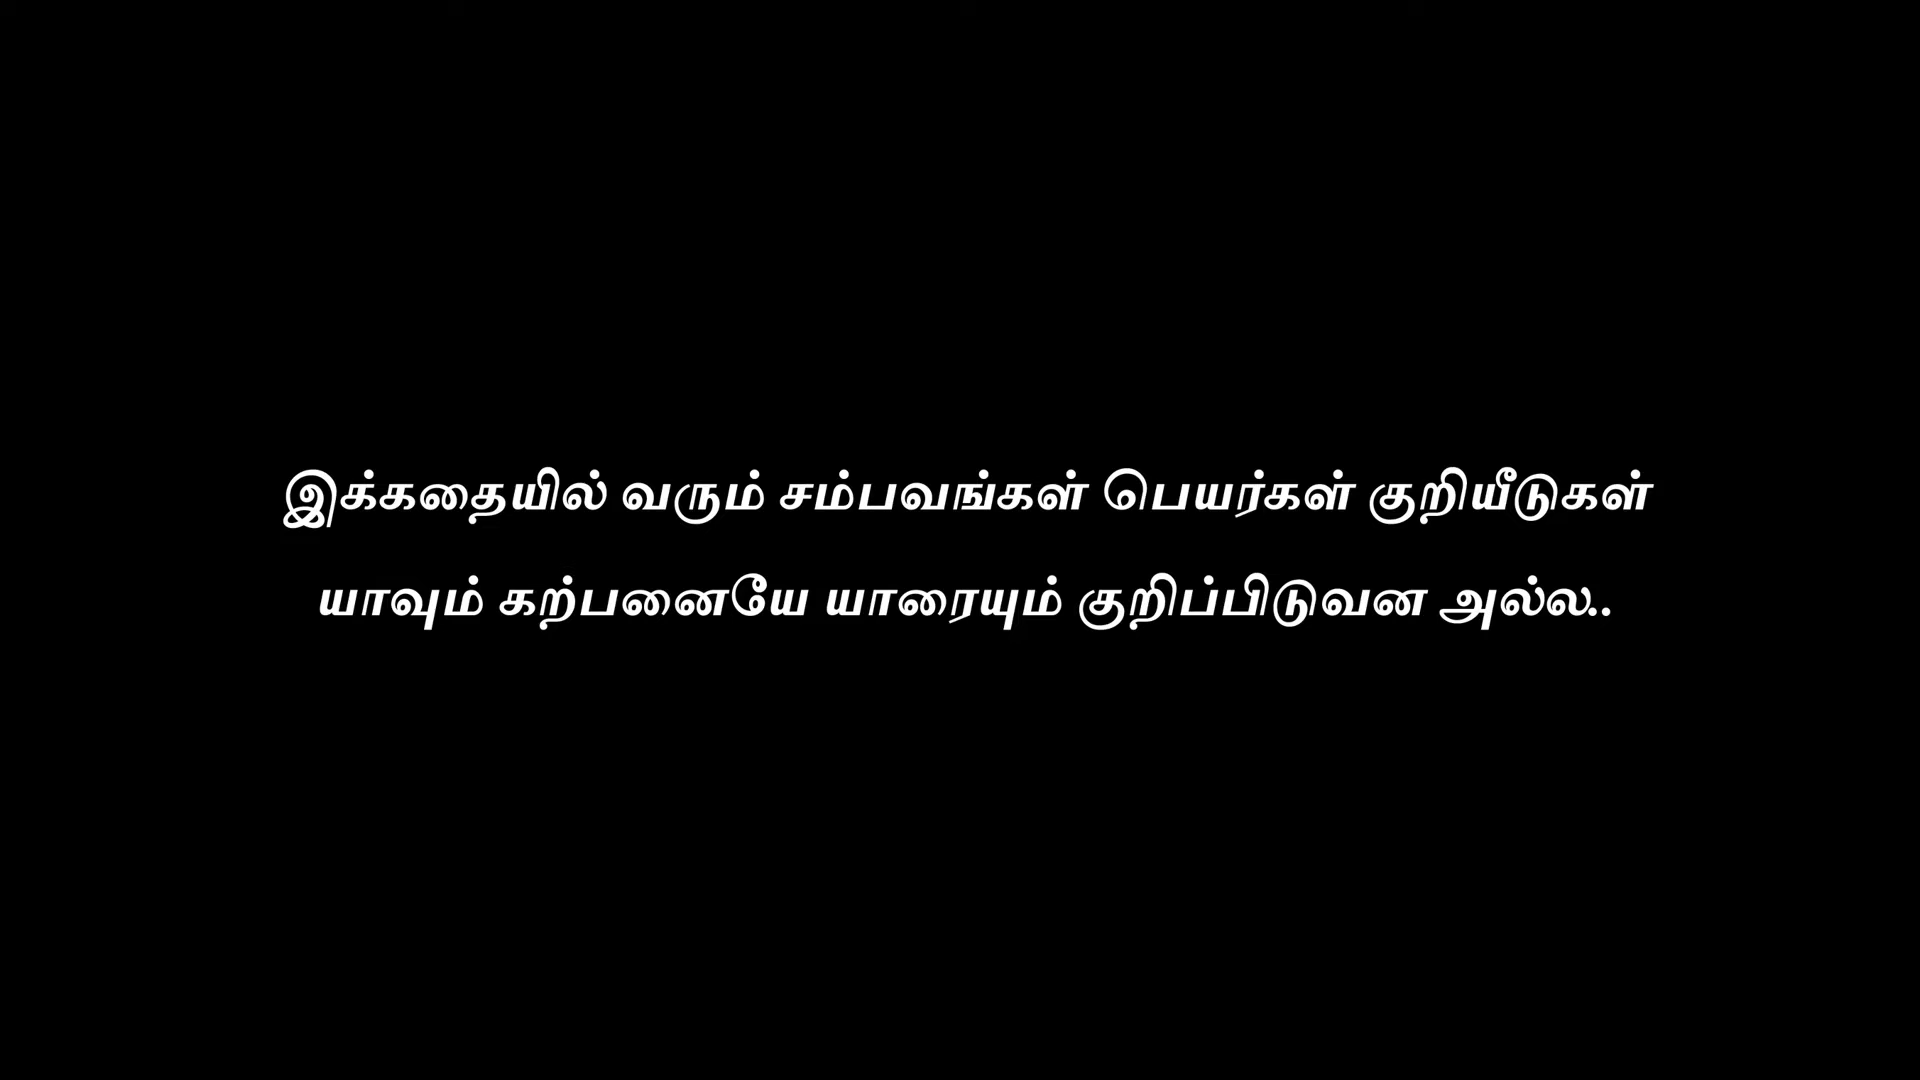 இக்கதையில் வரும் சம்பவங்கள் பெயர்கள் குறியீடுகள்
யாவும் கற்பனையே யாரையும் குறிப்பிடுவன அல்ல..